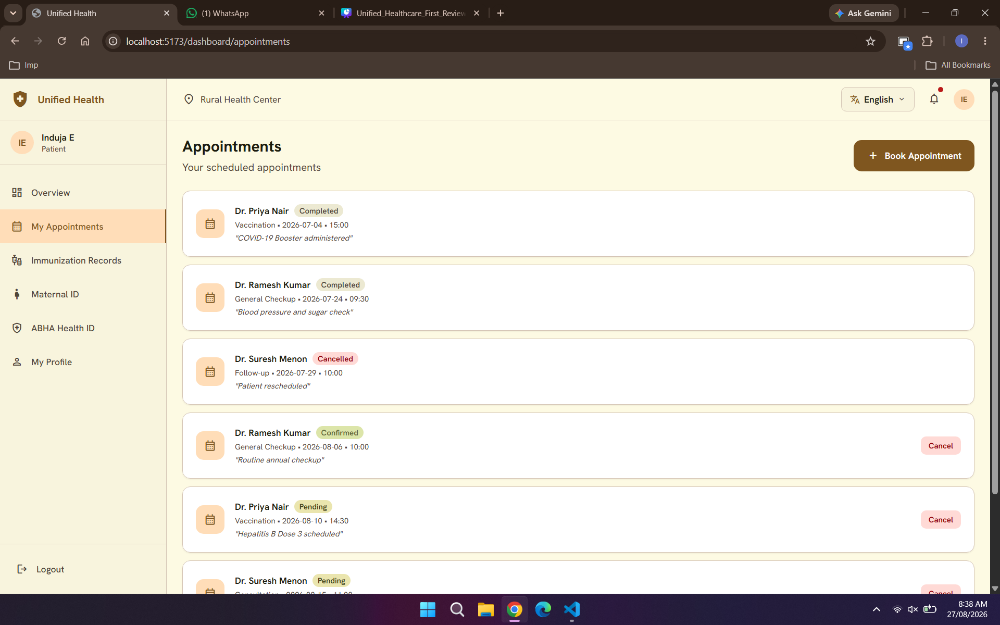 Unified Health
(1) WhatsApp
Unified_Healthcare_First_Review
Ask Gemini
localhost:5173/dashboard/appointments
I
Imp
All Bookmarks
Unified Health
Rural Health Center
English
IE
IE
Induja E
Patient
Overview
My Appointments
Immunization Records
Maternal ID
ABHA Health ID
My Profile
Logout
Appointments
Your scheduled appointments
+ Book Appointment
Dr. Priya Nair Completed
Vaccination • 2026-07-04 • 15:00
"COVID-19 Booster administered"
Dr. Ramesh Kumar Completed
General Checkup • 2026-07-24 • 09:30
"Blood pressure and sugar check"
Dr. Suresh Menon Cancelled
Follow-up • 2026-07-29 • 10:00
"Patient rescheduled"
Dr. Ramesh Kumar Confirmed
General Checkup • 2026-08-06 • 10:00
"Routine annual checkup"
Cancel
Dr. Priya Nair Pending
Vaccination • 2026-08-10 • 14:30
"Hepatitis B Dose 3 scheduled"
Cancel
Dr. Suresh Menon Pending
Cancel
8:38 AM
27/08/2026